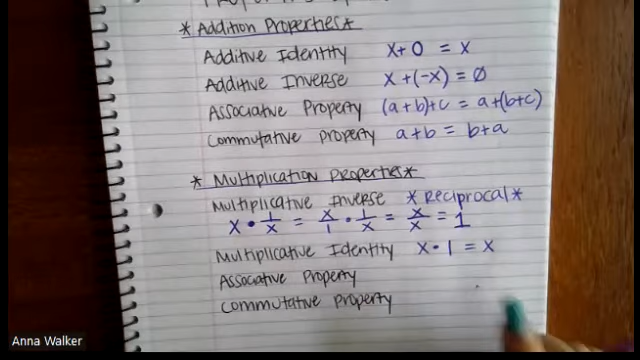 *Addition Properties*
Additive Identity x+0 = x
Additive Inverse x+(-x) = 0
Associative Property (a+b)+c = a+(b+c)
Commutative Property a+b = b+a
*Multiplication Properties*
Multiplicative Inverse *Reciprocal*
x • 1/x = x/1 • 1/x = x/x = 1
Multiplicative Identity x • 1 = x
Associative Property
Commutative Property
Anna Walker